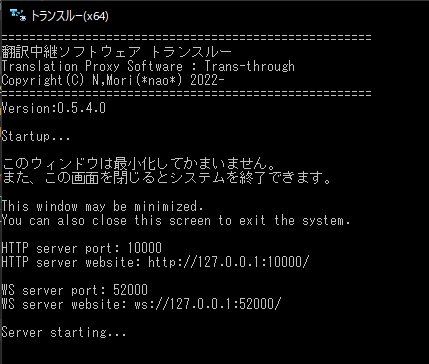 トランスルー(x64)
============================================
翻訳中継ソフトウェア トランスルー
Translation Proxy Software : Trans-through
Copyright(C) N,Mori(*nao*) 2022-
============================================
Version:0.5.4.0
Startup...
このウィンドウは最小化してかまいません。
また、この画面を閉じるとシステムを終了できます。
This window may be minimized.
You can also close this screen to exit the system.
HTTP server port: 10000
HTTP server website: http://127.0.0.1:10000/
WS server port: 52000
WS server website: ws://127.0.0.1:52000/
Server starting...